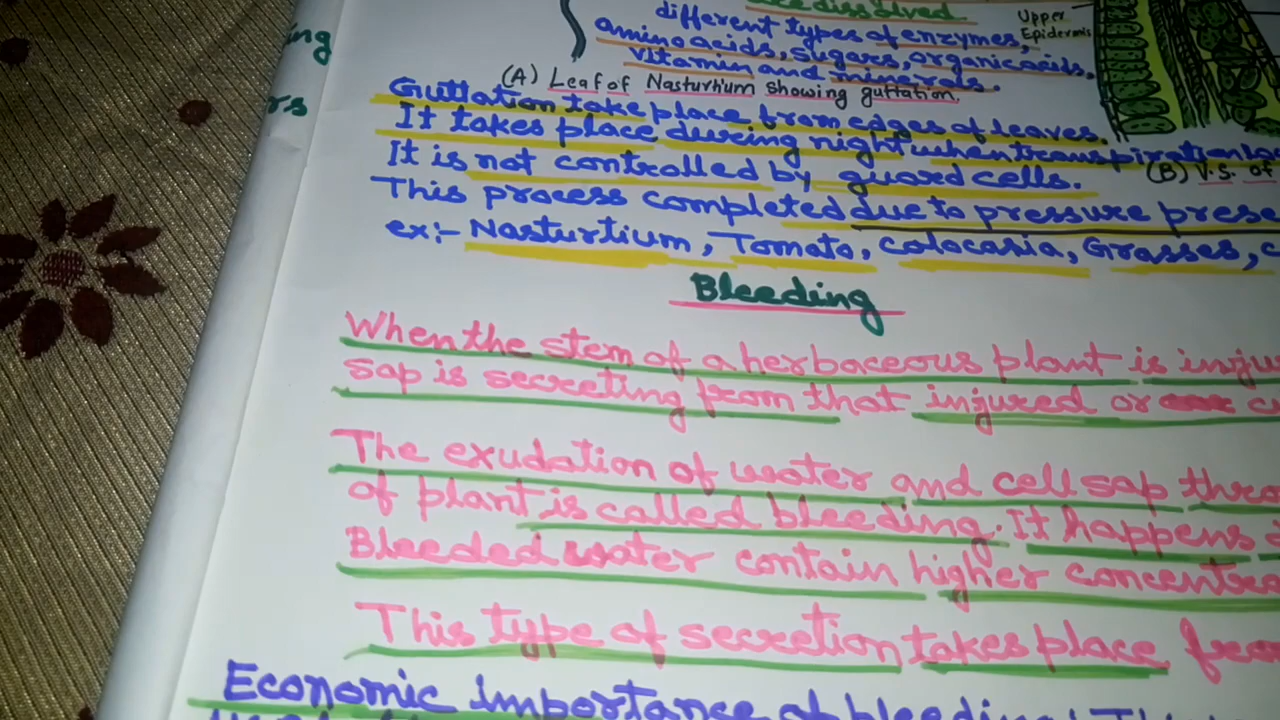 ing
rs
dissolved
different types of enzymes,
amino acids, sugars, organic acids.
vitamin and minerals.
Upper
Epidermis
(A) Leaf of Nasturtium showing guttation.
Guttation take place from edges of leaves.
It takes place during night when transpiration
It is not controlled by guard cells.
(B) V.S. of
This process completed due to pressure prese
ex:- Nasturtium, Tomato, Colocasia, Grasses, c
Bleeding
When the stem of a herbaceous plant is inju
Sap is secreting from that injured or
The exudation of water and cell sap thro
of plant is called bleeding. It happens
Bleeded water contain higher concentra
This type of secretion takes place
Economic importance of bleeding: